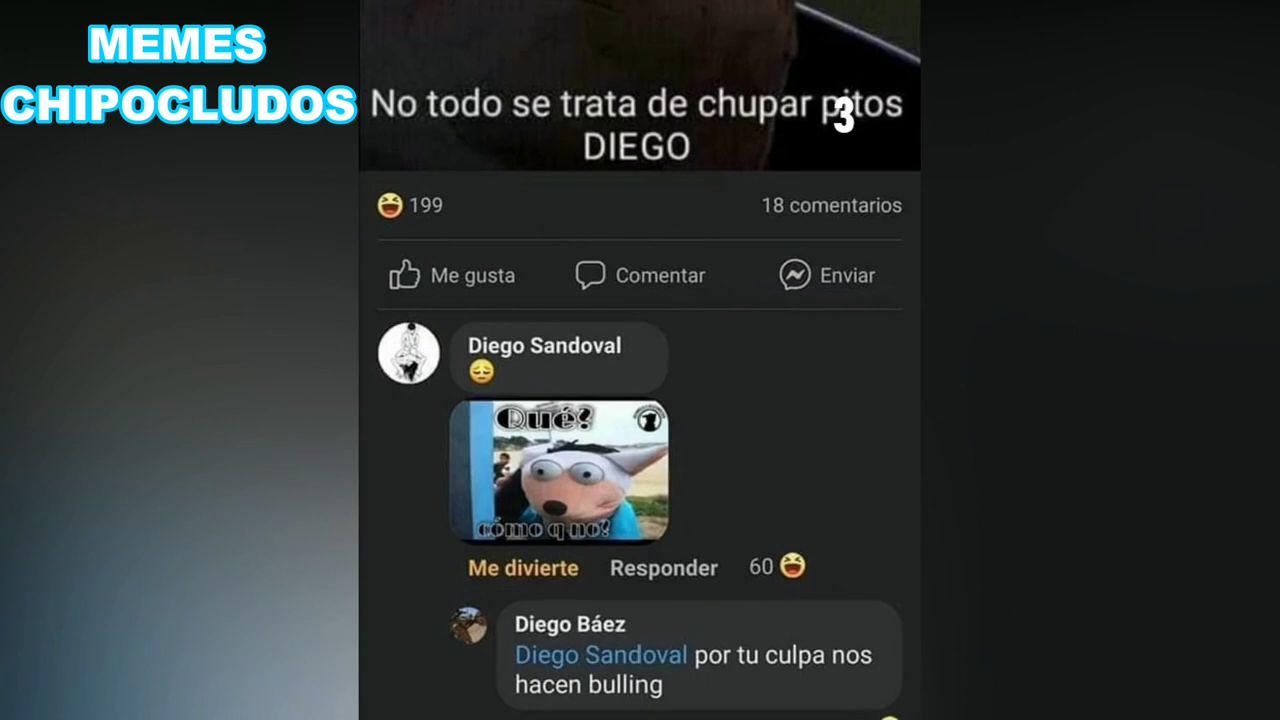 MEMES
CHIPOCLUDOS
No todo se trata de chupar pitos
DIEGO
3
199
18 comentarios
Me gusta
Comentar
Enviar
Diego Sandoval
Qué?
cómo q no?
Me divierte
Responder
60
Diego Báez
Diego Sandoval por tu culpa nos
hacen bulling